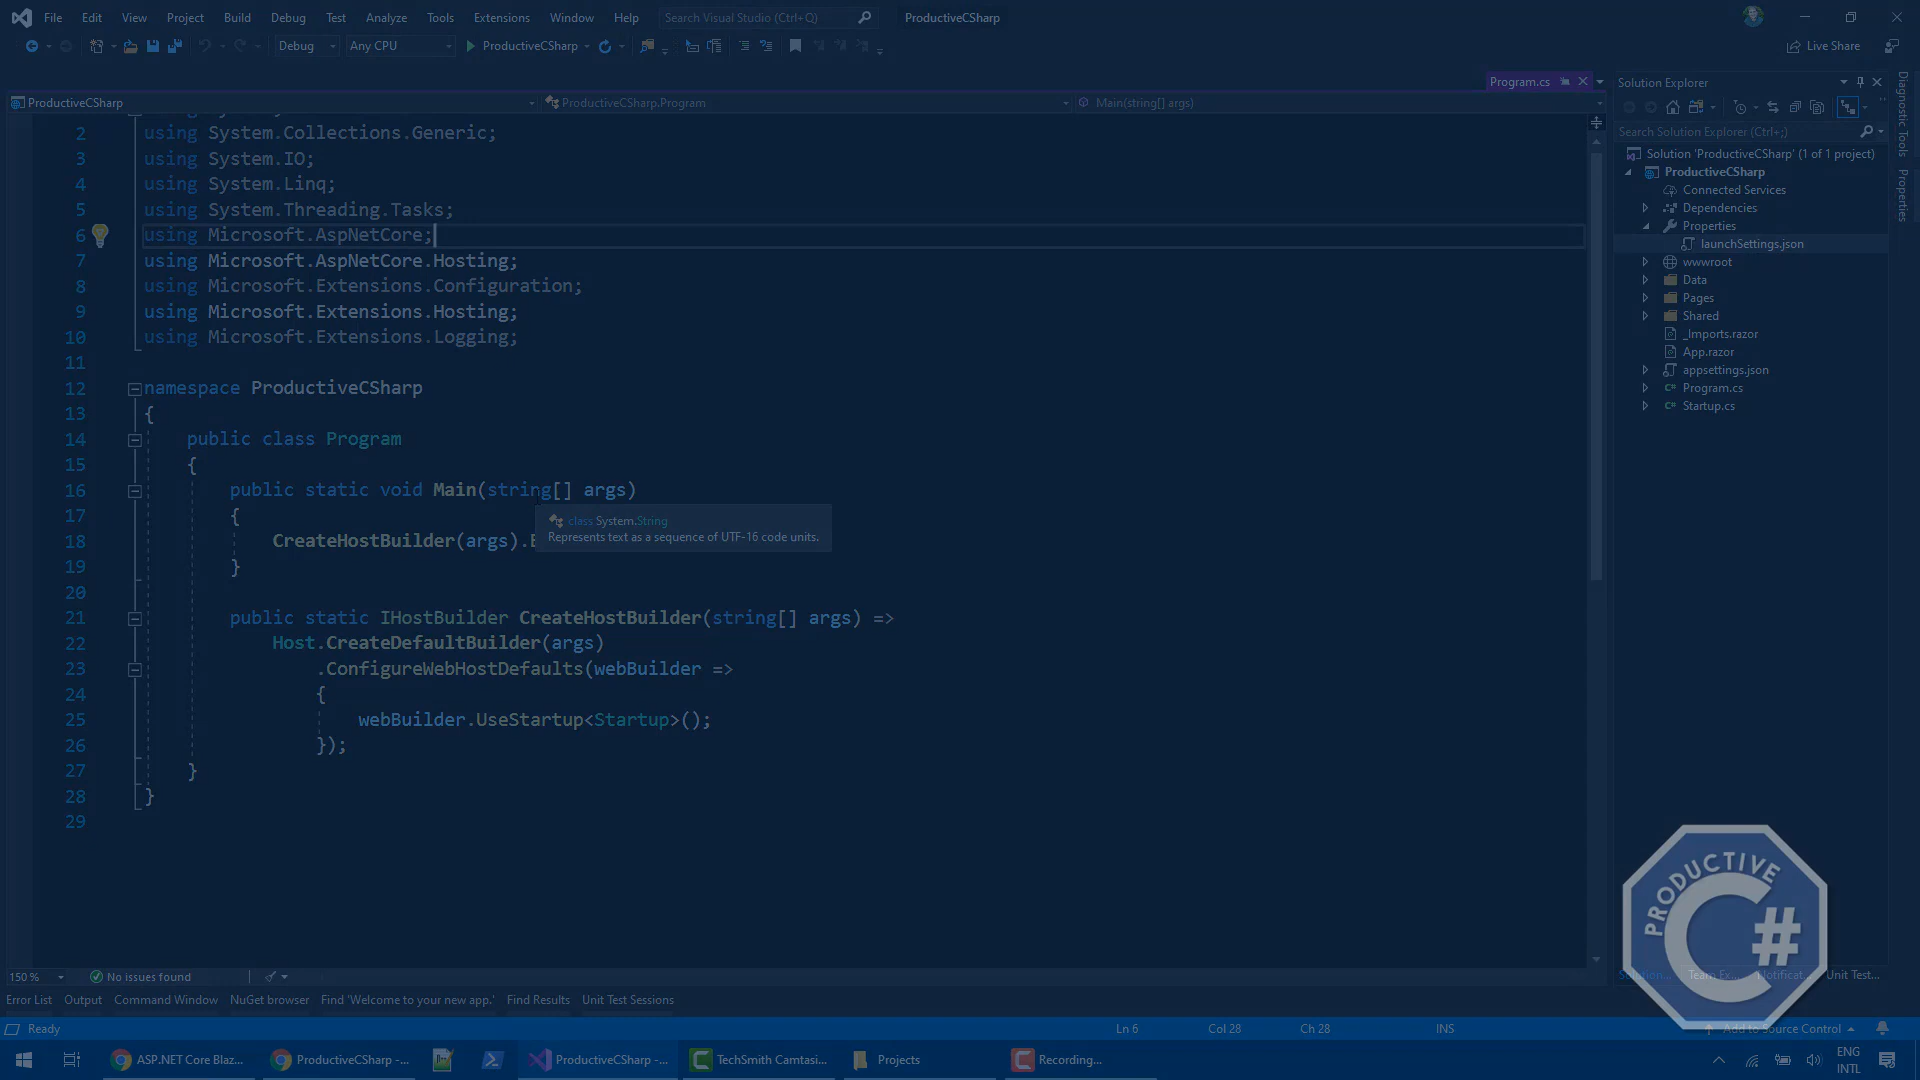 File Edit View Project Build Debug Test Analyze Tools Extensions Window Help Search Visual Studio (Ctrl+Q) ProductiveCSharp
Debug Any CPU ProductiveCSharp Live Share
Program.cs
ProductiveCSharp ProductiveCSharp.Program Main(string[] args)
2 using System.Collections.Generic;
3 using System.IO;
4 using System.Linq;
5 using System.Threading.Tasks;
6 using Microsoft.AspNetCore;
7 using Microsoft.AspNetCore.Hosting;
8 using Microsoft.Extensions.Configuration;
9 using Microsoft.Extensions.Hosting;
10 using Microsoft.Extensions.Logging;
11
12 namespace ProductiveCSharp
13 {
14 public class Program
15 {
16 public static void Main(string[] args)
17 {
class System.String
Represents text as a sequence of UTF-16 code units.
18 CreateHostBuilder(args).
19 }
20
21 public static IHostBuilder CreateHostBuilder(string[] args) =>
22 Host.CreateDefaultBuilder(args)
23 .ConfigureWebHostDefaults(webBuilder =>
24 {
25 webBuilder.UseStartup<Startup>();
26 });
27 }
28 }
29
Solution Explorer
Search Solution Explorer (Ctrl+;)
Solution 'ProductiveCSharp' (1 of 1 project)
ProductiveCSharp
Connected Services
Dependencies
Properties
launchSettings.json
wwwroot
Data
Pages
Shared
_Imports.razor
App.razor
appsettings.json
Program.cs
Startup.cs
Diagnostic Tools
Properties
PRODUCTIVE
C#
150 % No issues found
Solution... Team Ex... Notificat... Unit Test...
Error List Output Command Window NuGet browser Find 'Welcome to your new app.' Find Results Unit Test Sessions
Ready Ln 6 Col 28 Ch 28 INS Add to Source Control
ASP.NET Core Blaz... ProductiveCSharp -... ProductiveCSharp -... TechSmith Camtasi... Projects Recording...
ENG
INTL